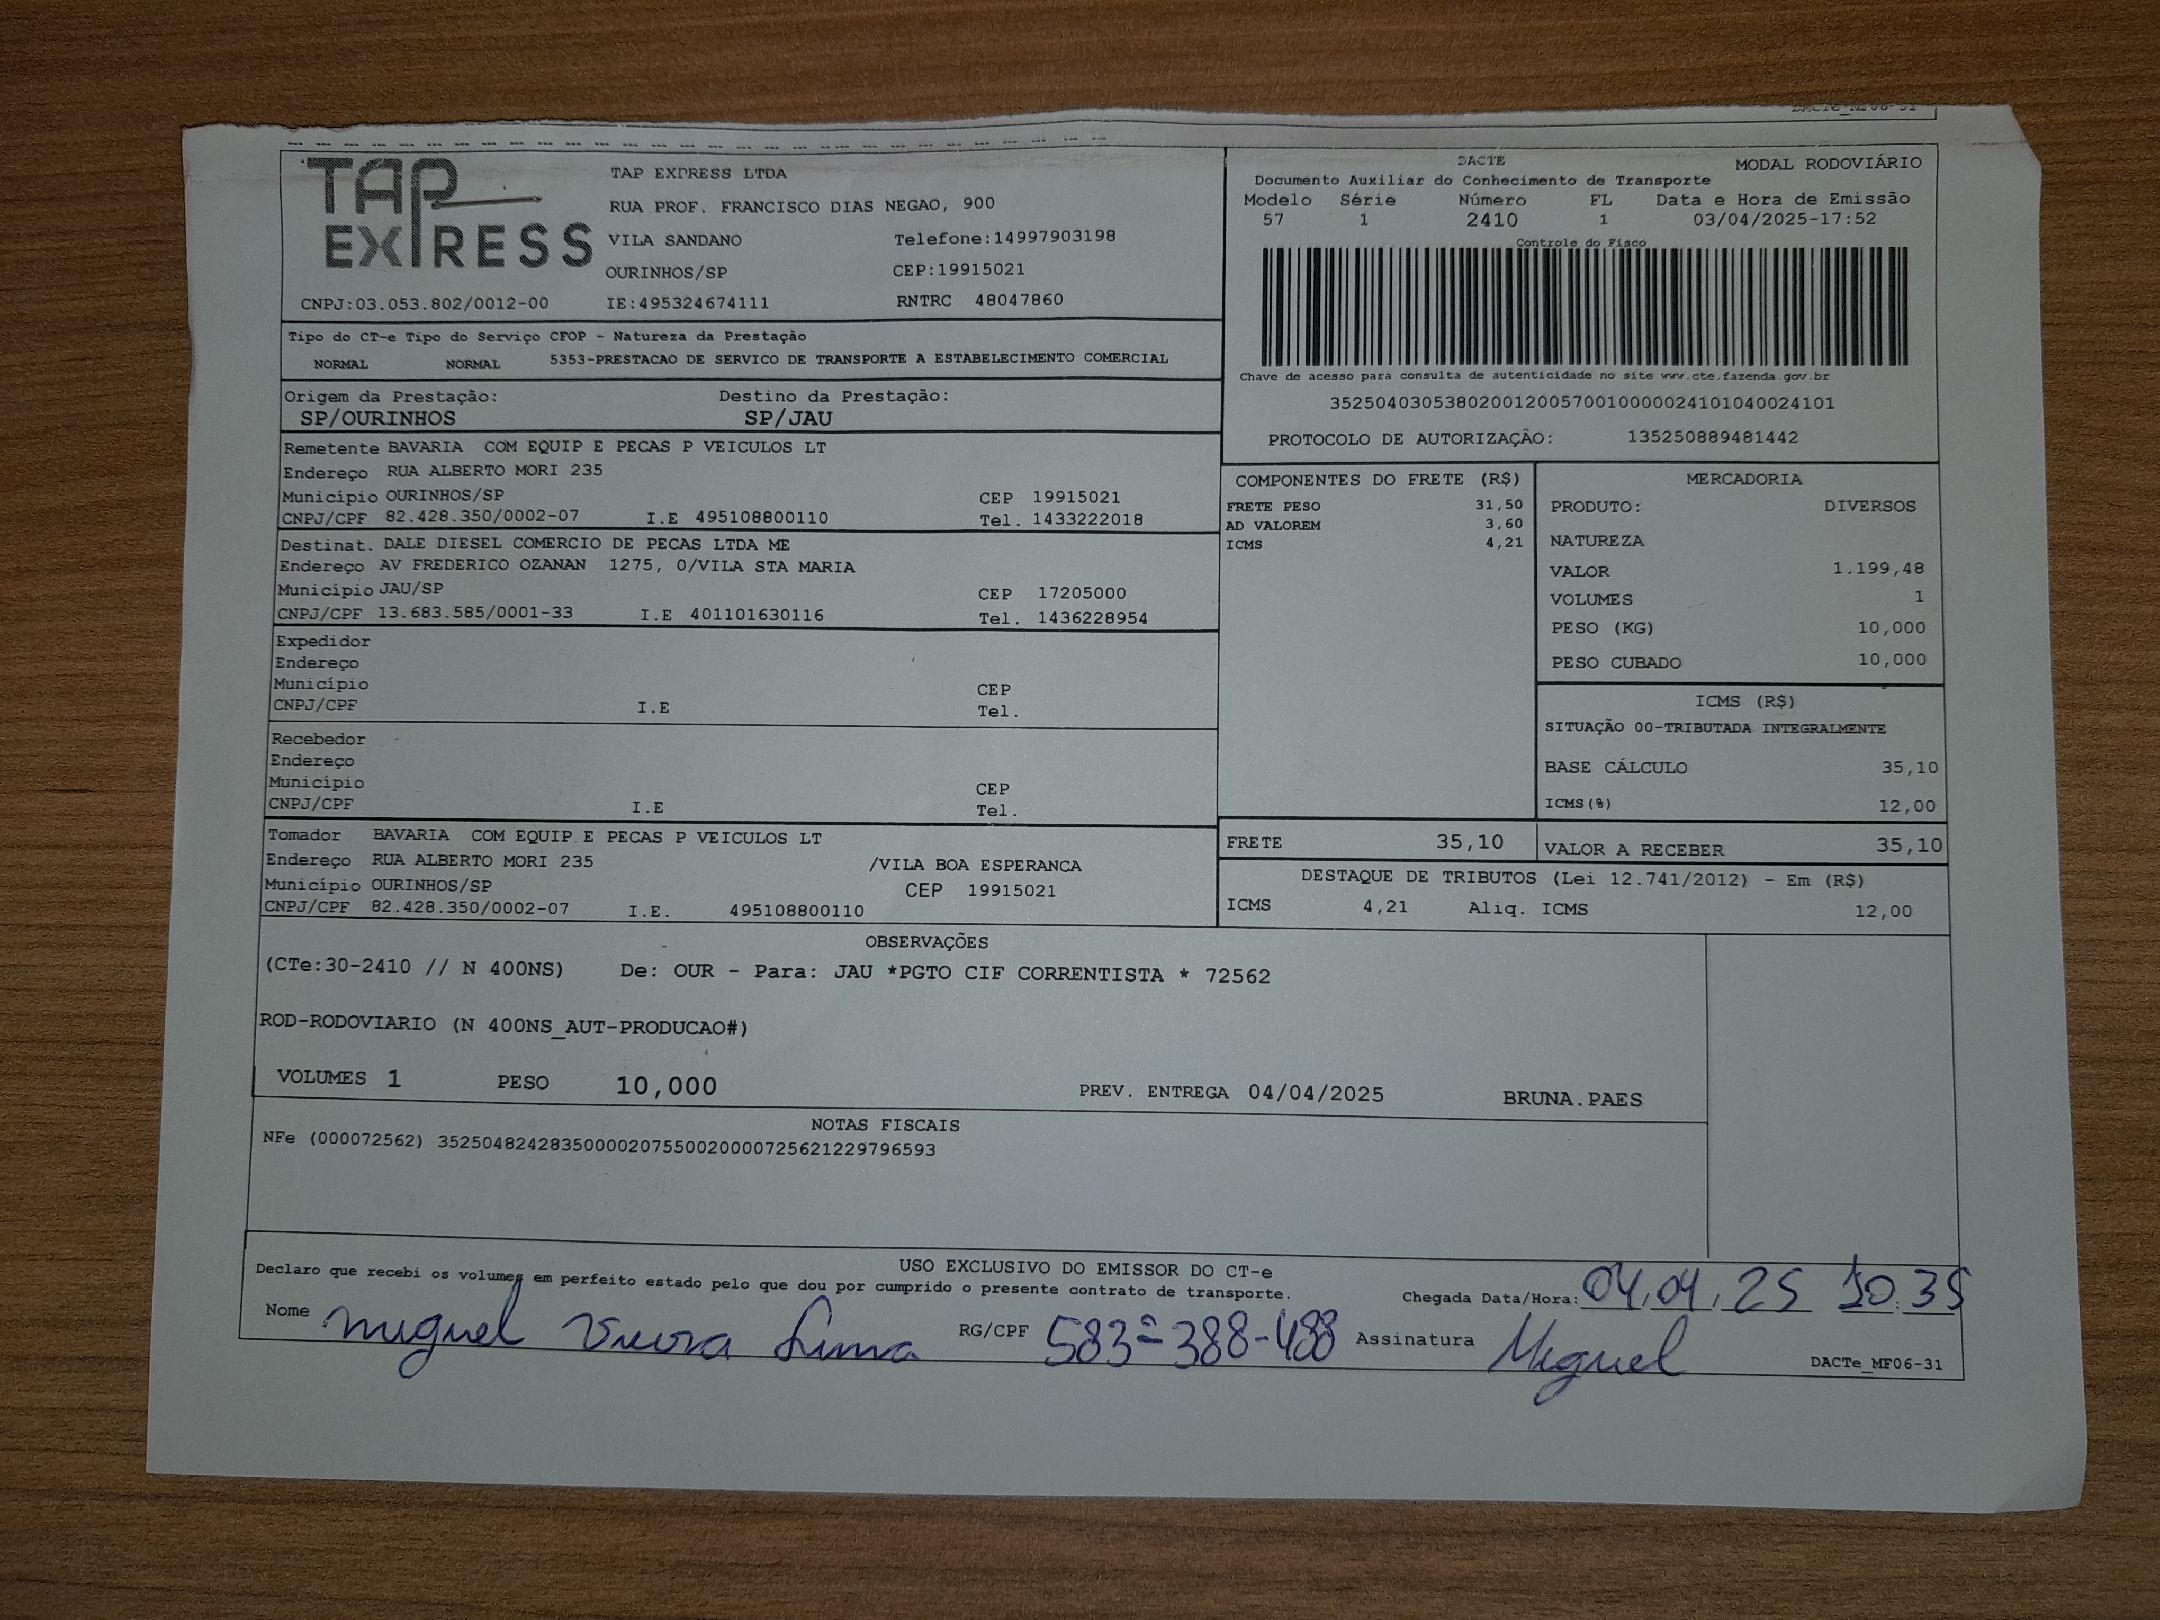 TAP EXPRESS
TAP EXPRESS LTDA
RUA PROF. FRANCISCO DIAS NEGAO, 900
VILA SANDANO Telefone:14997903198
OURINHOS/SP CEP:19915021
CNPJ:03.053.802/0012-00 IE:495324674111 RNTRC 48047860
DACTE MODAL RODOVIÁRIO
Documento Auxiliar do Conhecimento de Transporte
Modelo Série Número FL Data e Hora de Emissão
57 1 2410 1 03/04/2025-17:52
Controle do Fisco
Chave de acesso para consulta de autenticidade no site www.cte.fazenda.gov.br
35250403053802001200570010000024101040024101
PROTOCOLO DE AUTORIZAÇÃO: 135250889481442
Tipo do CT-e Tipo do Serviço CFOP - Natureza da Prestação
NORMAL NORMAL 5353-PRESTACAO DE SERVICO DE TRANSPORTE A ESTABELECIMENTO COMERCIAL
Origem da Prestação: Destino da Prestação:
SP/OURINHOS SP/JAU
Remetente BAVARIA COM EQUIP E PECAS P VEICULOS LT
Endereço RUA ALBERTO MORI 235
Município OURINHOS/SP CEP 19915021
CNPJ/CPF 82.428.350/0002-07 I.E 495108800110 Tel. 1433222018
Destinat. DALE DIESEL COMERCIO DE PECAS LTDA ME
Endereço AV FREDERICO OZANAN 1275, 0/VILA STA MARIA
Município JAU/SP CEP 17205000
CNPJ/CPF 13.683.585/0001-33 I.E 401101630116 Tel. 1436228954
Expedidor
Endereço
Município CEP
CNPJ/CPF I.E Tel.
Recebedor
Endereço
Município CEP
CNPJ/CPF I.E Tel.
Tomador BAVARIA COM EQUIP E PECAS P VEICULOS LT
Endereço RUA ALBERTO MORI 235 /VILA BOA ESPERANCA
Município OURINHOS/SP CEP 19915021
CNPJ/CPF 82.428.350/0002-07 I.E. 495108800110
COMPONENTES DO FRETE (R$)
FRETE PESO 31,50
AD VALOREM 3,60
ICMS 4,21
MERCADORIA
PRODUTO: DIVERSOS
NATUREZA
VALOR 1.199,48
VOLUMES 1
PESO (KG) 10,000
PESO CUBADO 10,000
ICMS (R$)
SITUAÇÃO 00-TRIBUTADA INTEGRALMENTE
BASE CÁLCULO 35,10
ICMS(%) 12,00
FRETE 35,10 VALOR A RECEBER 35,10
DESTAQUE DE TRIBUTOS (Lei 12.741/2012) - Em (R$)
ICMS 4,21 Aliq. ICMS 12,00
OBSERVAÇÕES
(CTe:30-2410 // N 400NS) De: OUR - Para: JAU *PGTO CIF CORRENTISTA * 72562
ROD-RODOVIARIO (N 400NS_AUT-PRODUCAO#)
VOLUMES 1 PESO 10,000 PREV. ENTREGA 04/04/2025 BRUNA.PAES
NOTAS FISCAIS
NFe (000072562) 35250482428350000207550020000725621229796593
USO EXCLUSIVO DO EMISSOR DO CT-e
Declaro que recebi os volumes em perfeito estado pelo que dou por cumprido o presente contrato de transporte. Chegada Data/Hora: 04.04.25 10:35
Nome Miguel Vieira Lima RG/CPF 583=388-488 Assinatura Miguel
DACTe_MF06-31